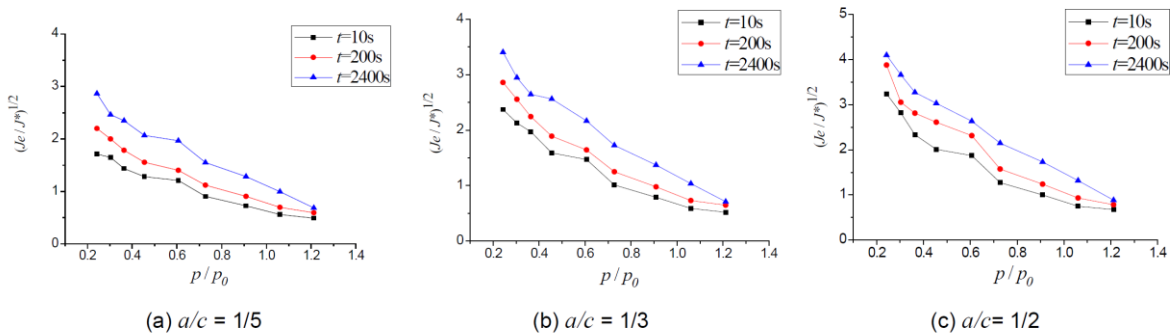 t=10s
t=200s
t=2400s
(Je / J*)^1/2
4
3
2
1
0
0.2 0.4 0.6 0.8 1.0 1.2 1.4
p / p0
(a) a/c = 1/5
t=10s
t=200s
t=2400s
(Je / J*)^1/2
4
3
2
1
0
0.2 0.4 0.6 0.8 1.0 1.2 1.4
p / p0
(b) a/c = 1/3
t=10s
t=200s
t=2400s
(Je / J*)^1/2
5
4
3
2
1
0
0.2 0.4 0.6 0.8 1.0 1.2 1.4
p / p0
(c) a/c= 1/2